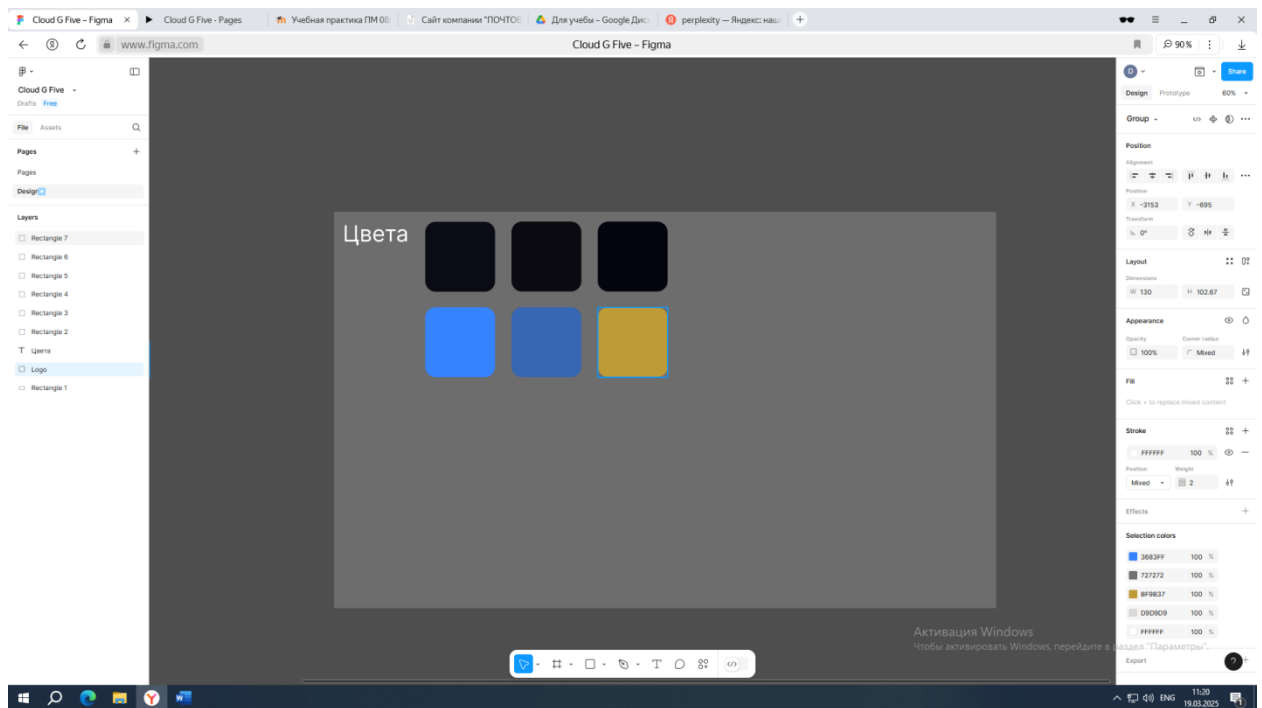 Cloud G Five – Figma
Cloud G Five - Pages
Учебная практика ПМ 08
Сайт компании "ПОЧТОВ
Для учебы – Google Дис
perplexity — Яндекс: наш
www.figma.com
Cloud G Five – Figma
90 %
Cloud G Five
Drafts Free
File Assets
Pages
Pages
Design
Layers
Rectangle 7
Rectangle 6
Rectangle 5
Rectangle 4
Rectangle 3
Rectangle 2
Цвета
Logo
Rectangle 1
Цвета
D
Share
Design Prototype 60%
Group
Position
Alignment
Position
X -3153 Y -695
Transform
0°
Layout
Dimensions
W 130 H 102.67
Appearance
Opacity Corner radius
100% Mixed
Fill
Click + to replace mixed content
Stroke
FFFFFF 100 %
Position Weight
Mixed 2
Effects
Selection colors
3683FF 100 %
727272 100 %
BF9B37 100 %
D9D9D9 100 %
FFFFFF 100 %
Export
?
Активация Windows
Чтобы активировать Windows, перейдите в раздел "Параметры".
ENG
11:20
19.03.2025
1